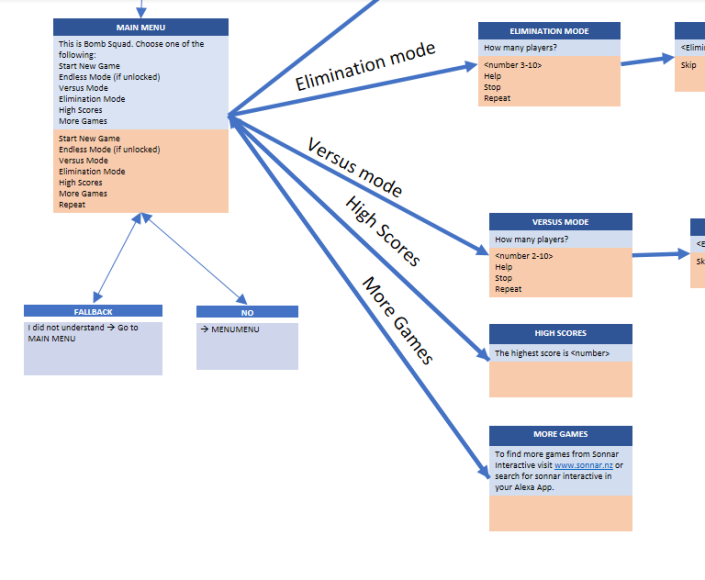 MAIN MENU
This is Bomb Squad. Choose one of the
following:
Start New Game
Endless Mode (if unlocked)
Versus Mode
Elimination Mode
High Scores
More Games
Start New Game
Endless Mode (if unlocked)
Versus Mode
Elimination Mode
High Scores
More Games
Repeat
FALLBACK
I did not understand → Go to
MAIN MENU
NO
→ MENUMENU
Elimination mode
Versus mode
High Scores
More Games
ELIMINATION MODE
How many players?
<number 3-10>
Help
Stop
Repeat
Skip
VERSUS MODE
How many players?
<number 2-10>
Help
Stop
Repeat
HIGH SCORES
The highest score is <number>
MORE GAMES
To find more games from Sonnar
Interactive visit www.sonnar.nz or
search for sonnar interactive in
your Alexa App.